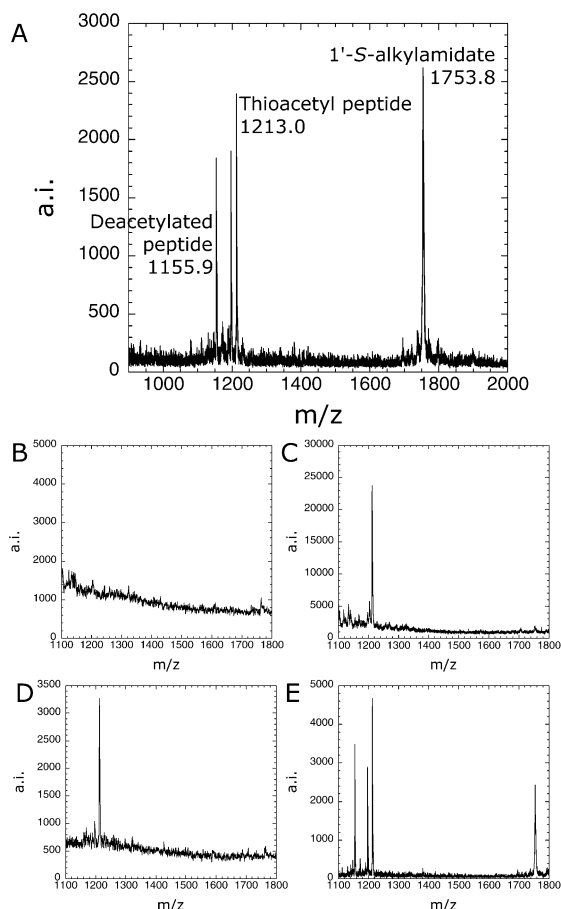 A
3000
2500
2000
1500
1000
500
0
a.i.
1'-S-alkylamidate
1753.8
Thioacetyl peptide
1213.0
Deacetylated
peptide
1155.9
1000 1200 1400 1600 1800 2000
m/z
B
5000
4000
3000
2000
1000
0
a.i.
1100 1200 1300 1400 1500 1600 1700 1800
m/z
C
30000
25000
20000
15000
10000
5000
0
a.i.
1100 1200 1300 1400 1500 1600 1700 1800
m/z
D
3500
3000
2500
2000
1500
1000
500
0
a.i.
1100 1200 1300 1400 1500 1600 1700 1800
m/z
E
5000
4000
3000
2000
1000
0
a.i.
1100 1200 1300 1400 1500 1600 1700 1800
m/z